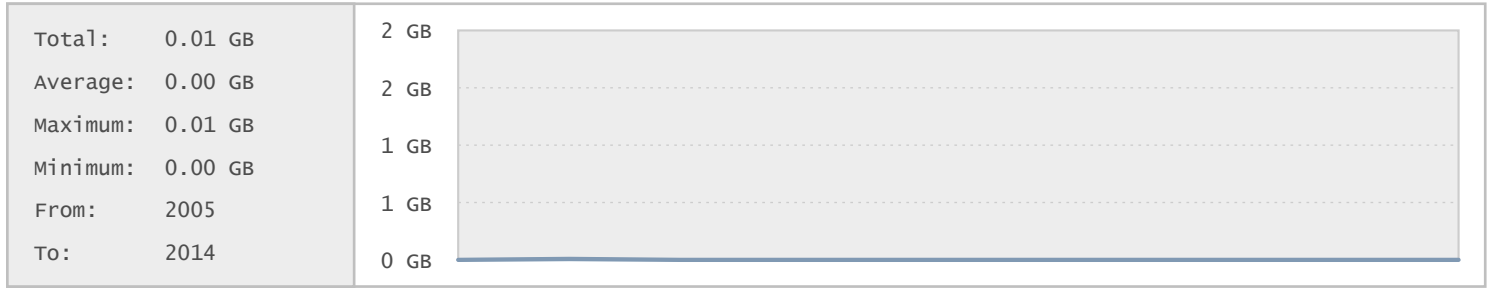 Total: 0.01 GB
Average: 0.00 GB
Maximum: 0.01 GB
Minimum: 0.00 GB
From: 2005
To: 2014
2 GB
2 GB
1 GB
1 GB
0 GB